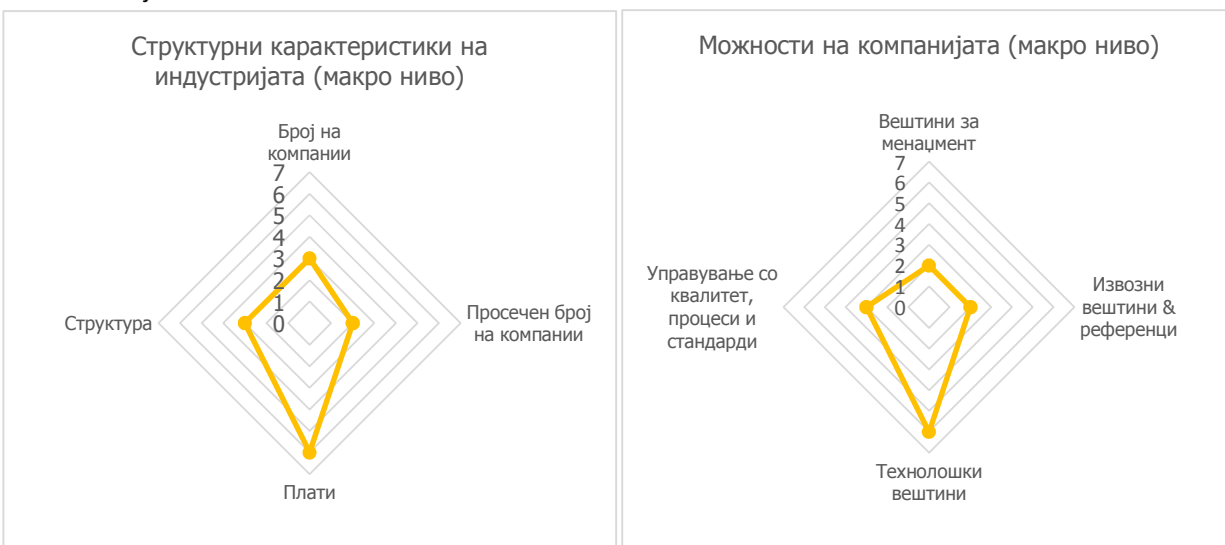 Структурни карактеристики на
индустријата (макро ниво)
Број на
компании
7
6
5
4
3
2
1
0
Структура
Просечен број
на компании
Плати
Можности на компанијата (макро ниво)
Вештини за
менаџмент
7
6
5
4
3
2
1
0
Управување со
квалитет,
процеси и
стандарди
Извозни
вештини &
референци
Технолошки
вештини